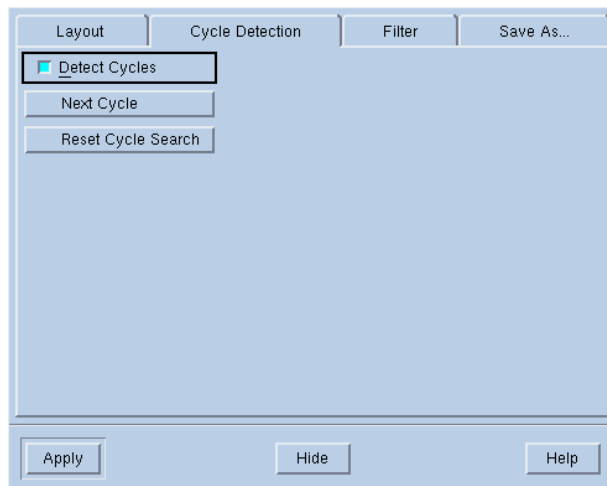 Layout Cycle Detection Filter Save As...
Detect Cycles
Next Cycle
Reset Cycle Search
Apply Hide Help